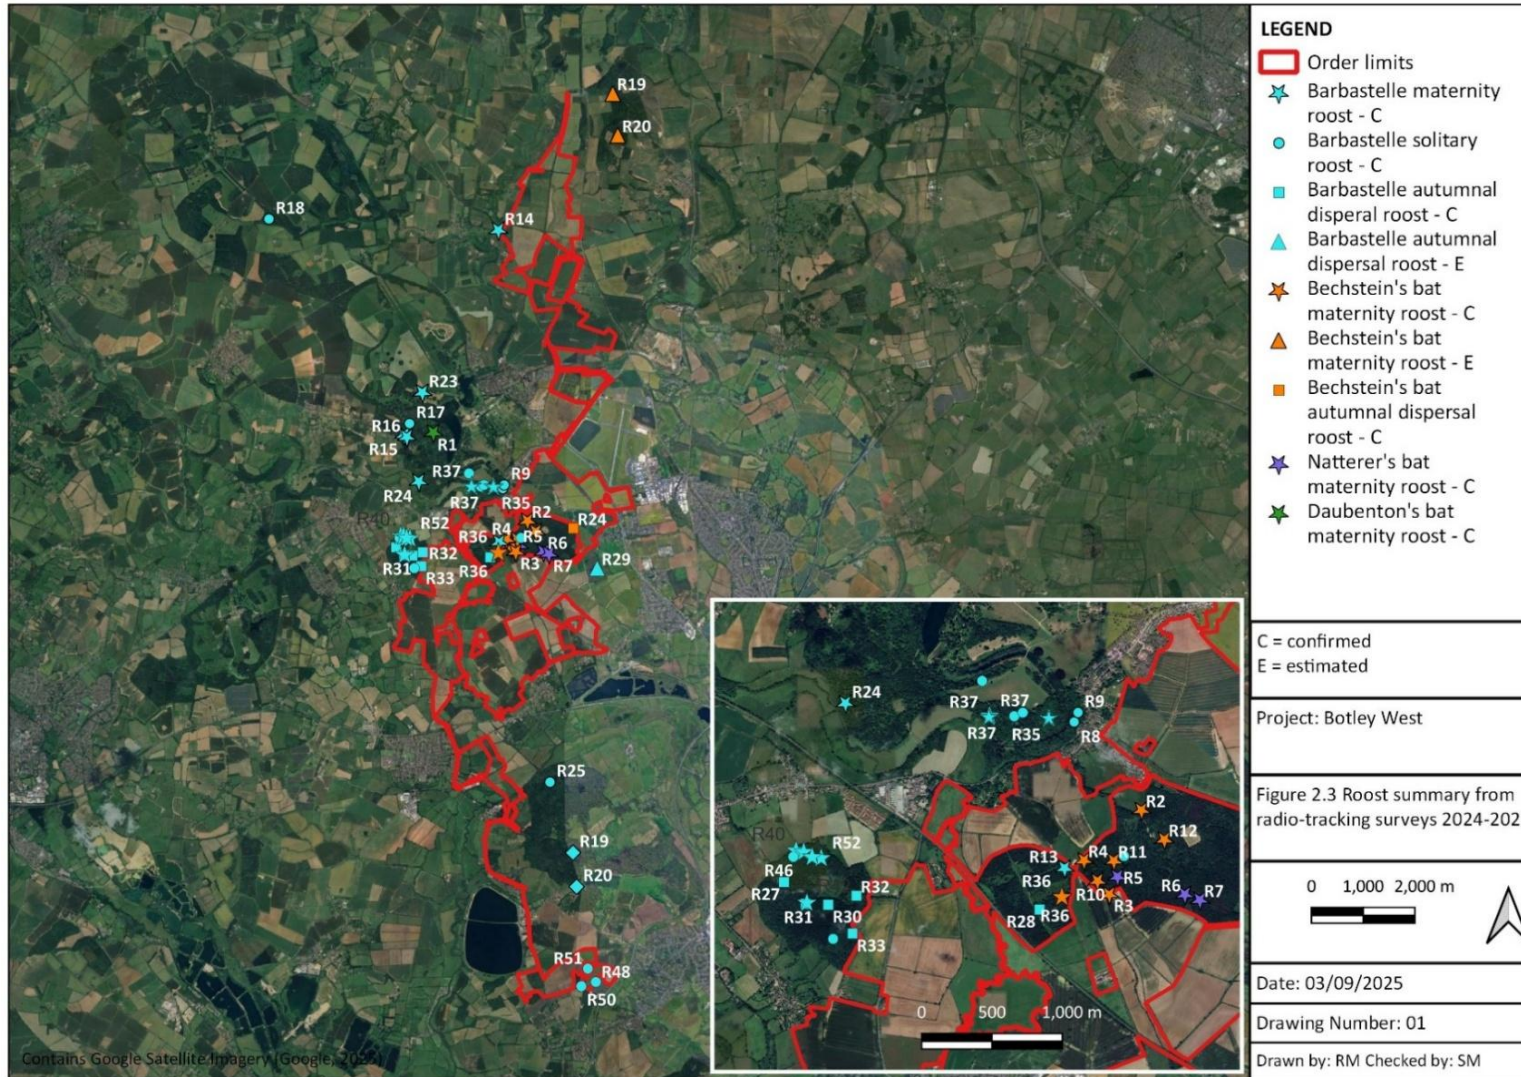 R19
R20
R18
R14
R23
R17
R16
R15
R1
R37
R9
R24
R37
R35
R2
R40
R52
R4
R24
R36
R5
R6
R32
R31
R3
R7
R29
R33
R36
R25
R19
R20
R51
R48
R50
Contains Google Satellite Imagery (Google, 2025)
R24
R37
R37
R9
R37
R35
R8
R2
R12
R40
R52
R13
R4
R11
R46
R36
R5
R27
R32
R10
R6
R7
R31
R30
R3
R28
R36
R33
0 500 1,000 m
LEGEND
Order limits
Barbastelle maternity
roost - C
Barbastelle solitary
roost - C
Barbastelle autumnal
disperal roost - C
Barbastelle autumnal
dispersal roost - E
Bechstein's bat
maternity roost - C
Bechstein's bat
maternity roost - E
Bechstein's bat
autumnal dispersal
roost - C
Natterer's bat
maternity roost - C
Daubenton's bat
maternity roost - C
C = confirmed
E = estimated
Project: Botley West
Figure 2.3 Roost summary from
radio-tracking surveys 2024-202
0 1,000 2,000 m
Date: 03/09/2025
Drawing Number: 01
Drawn by: RM Checked by: SM